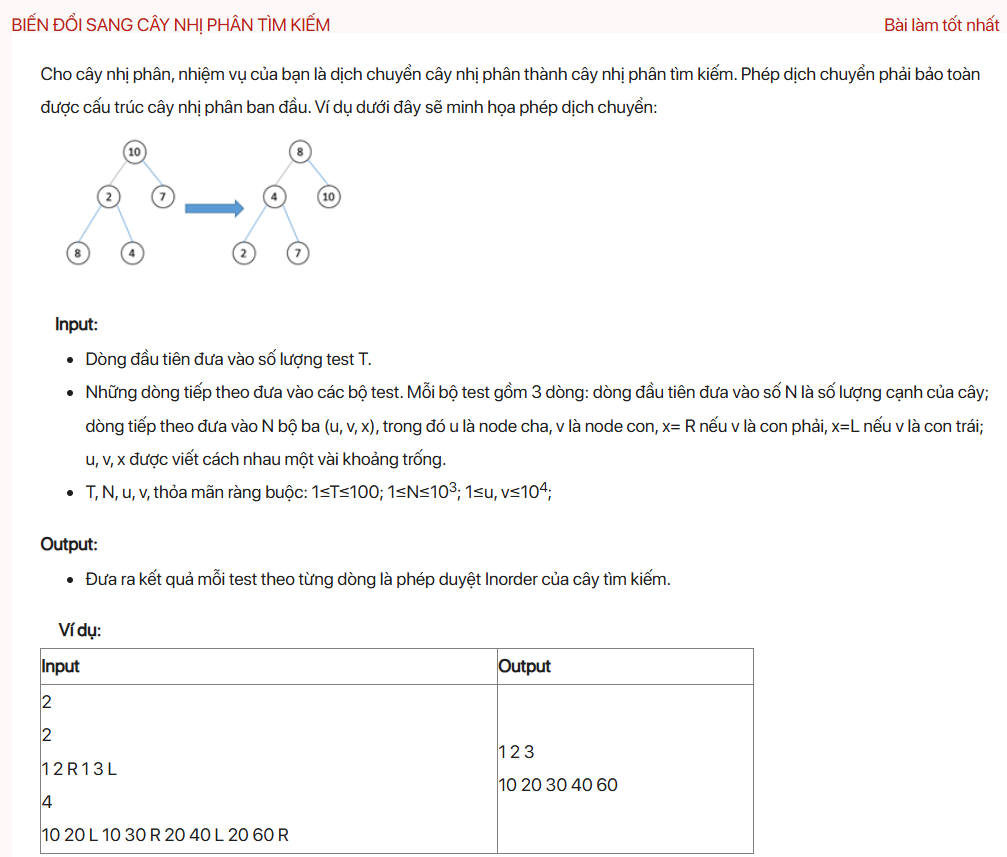 BIẾN ĐỔI SANG CÂY NHỊ PHÂN TÌM KIẾM
Bài làm tốt nhất
Cho cây nhị phân, nhiệm vụ của bạn là dịch chuyển cây nhị phân thành cây nhị phân tìm kiếm. Phép dịch chuyển phải bảo toàn
được cấu trúc cây nhị phân ban đầu. Ví dụ dưới đây sẽ minh họa phép dịch chuyển:
10 8
2 7 4 10
8 4 2 7
Input:
• Dòng đầu tiên đưa vào số lượng test T.
• Những dòng tiếp theo đưa vào các bộ test. Mỗi bộ test gồm 3 dòng: dòng đầu tiên đưa vào số N là số lượng cạnh của cây;
dòng tiếp theo đưa vào N bộ ba (u, v, x), trong đó u là node cha, v là node con, x= R nếu v là con phải, x=L nếu v là con trái;
u, v, x được viết cách nhau một vài khoảng trống.
• T, N, u, v, thỏa mãn ràng buộc: 1≤T≤100; 1≤N≤10³; 1≤u, v≤10⁴;
Output:
• Đưa ra kết quả mỗi test theo từng dòng là phép duyệt Inorder của cây tìm kiếm.
Ví dụ:
Input
Output
2
2
1 2 R 1 3 L
4
10 20 L 10 30 R 20 40 L 20 60 R
1 2 3
10 20 30 40 60